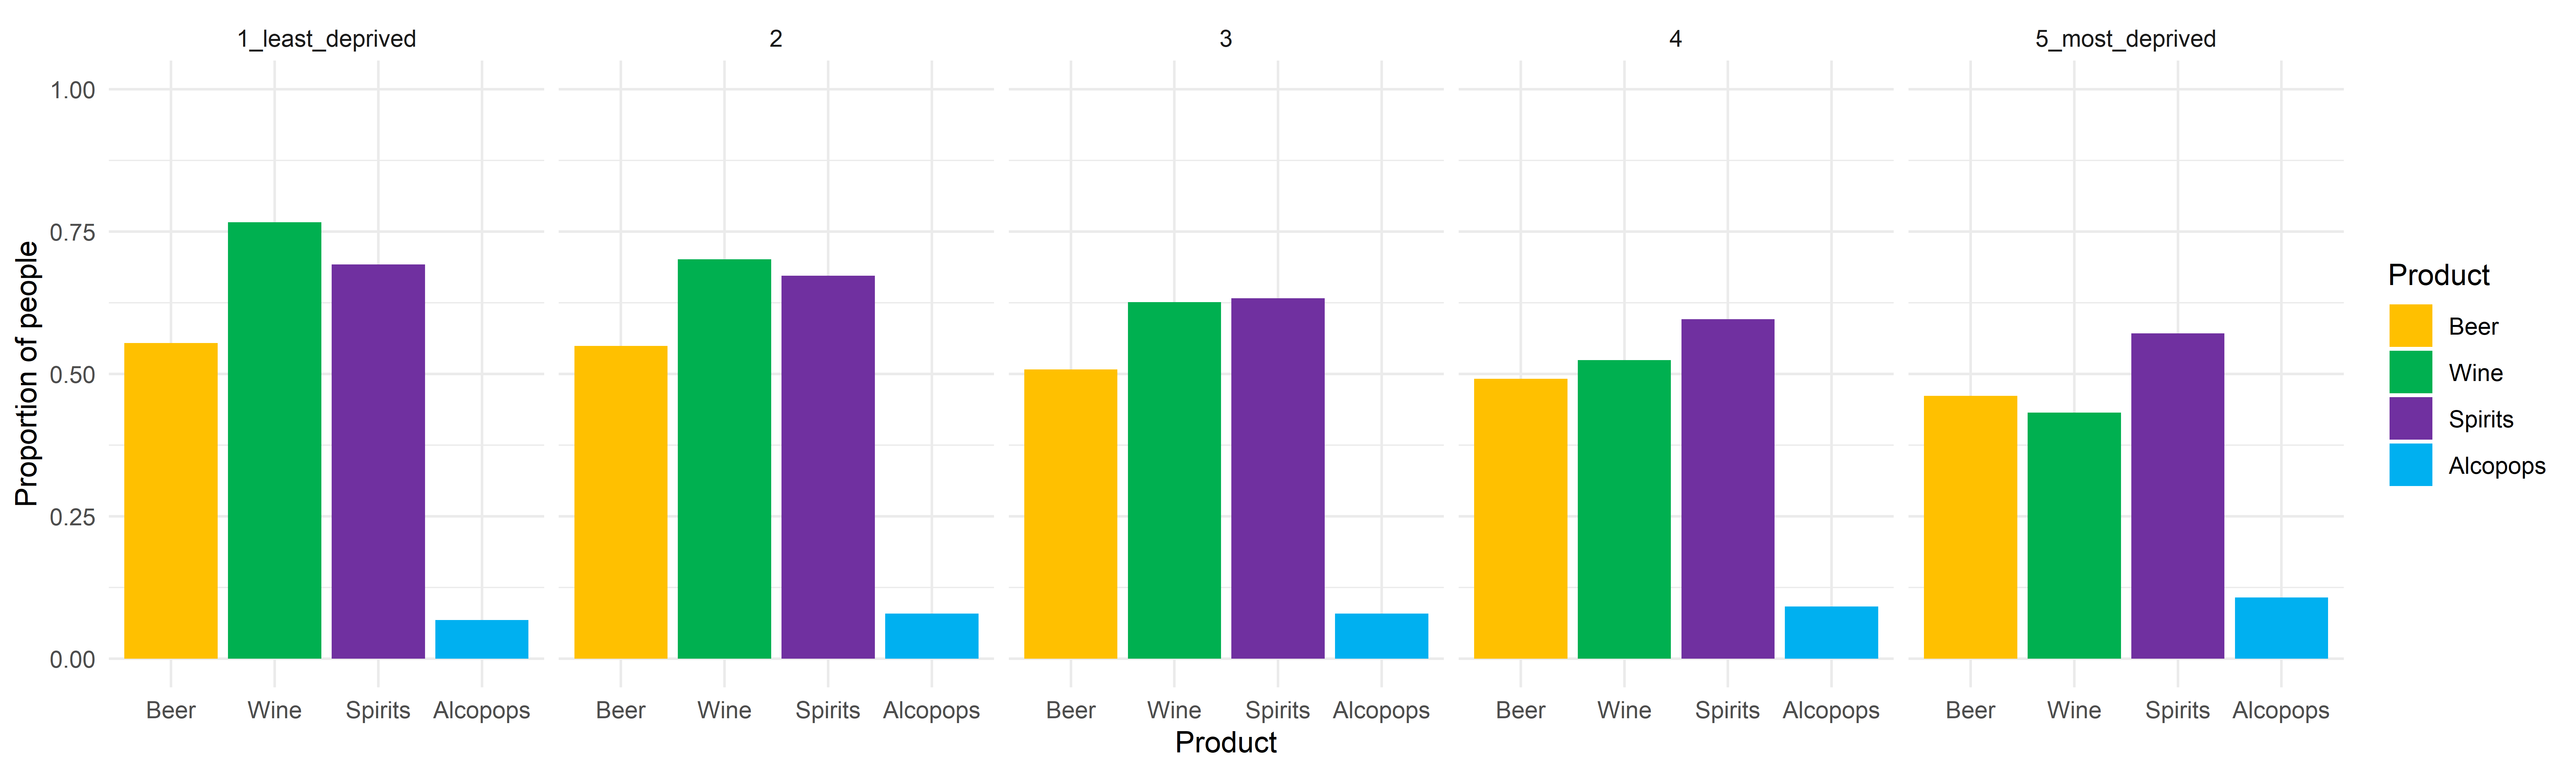 1_least_deprived 2 3 4 5_most_deprived
1.00
0.75
0.50
0.25
0.00
Proportion of people
Beer Wine Spirits Alcopops Beer Wine Spirits Alcopops Beer Wine Spirits Alcopops Beer Wine Spirits Alcopops Beer Wine Spirits Alcopops
Product
Product
Beer
Wine
Spirits
Alcopops